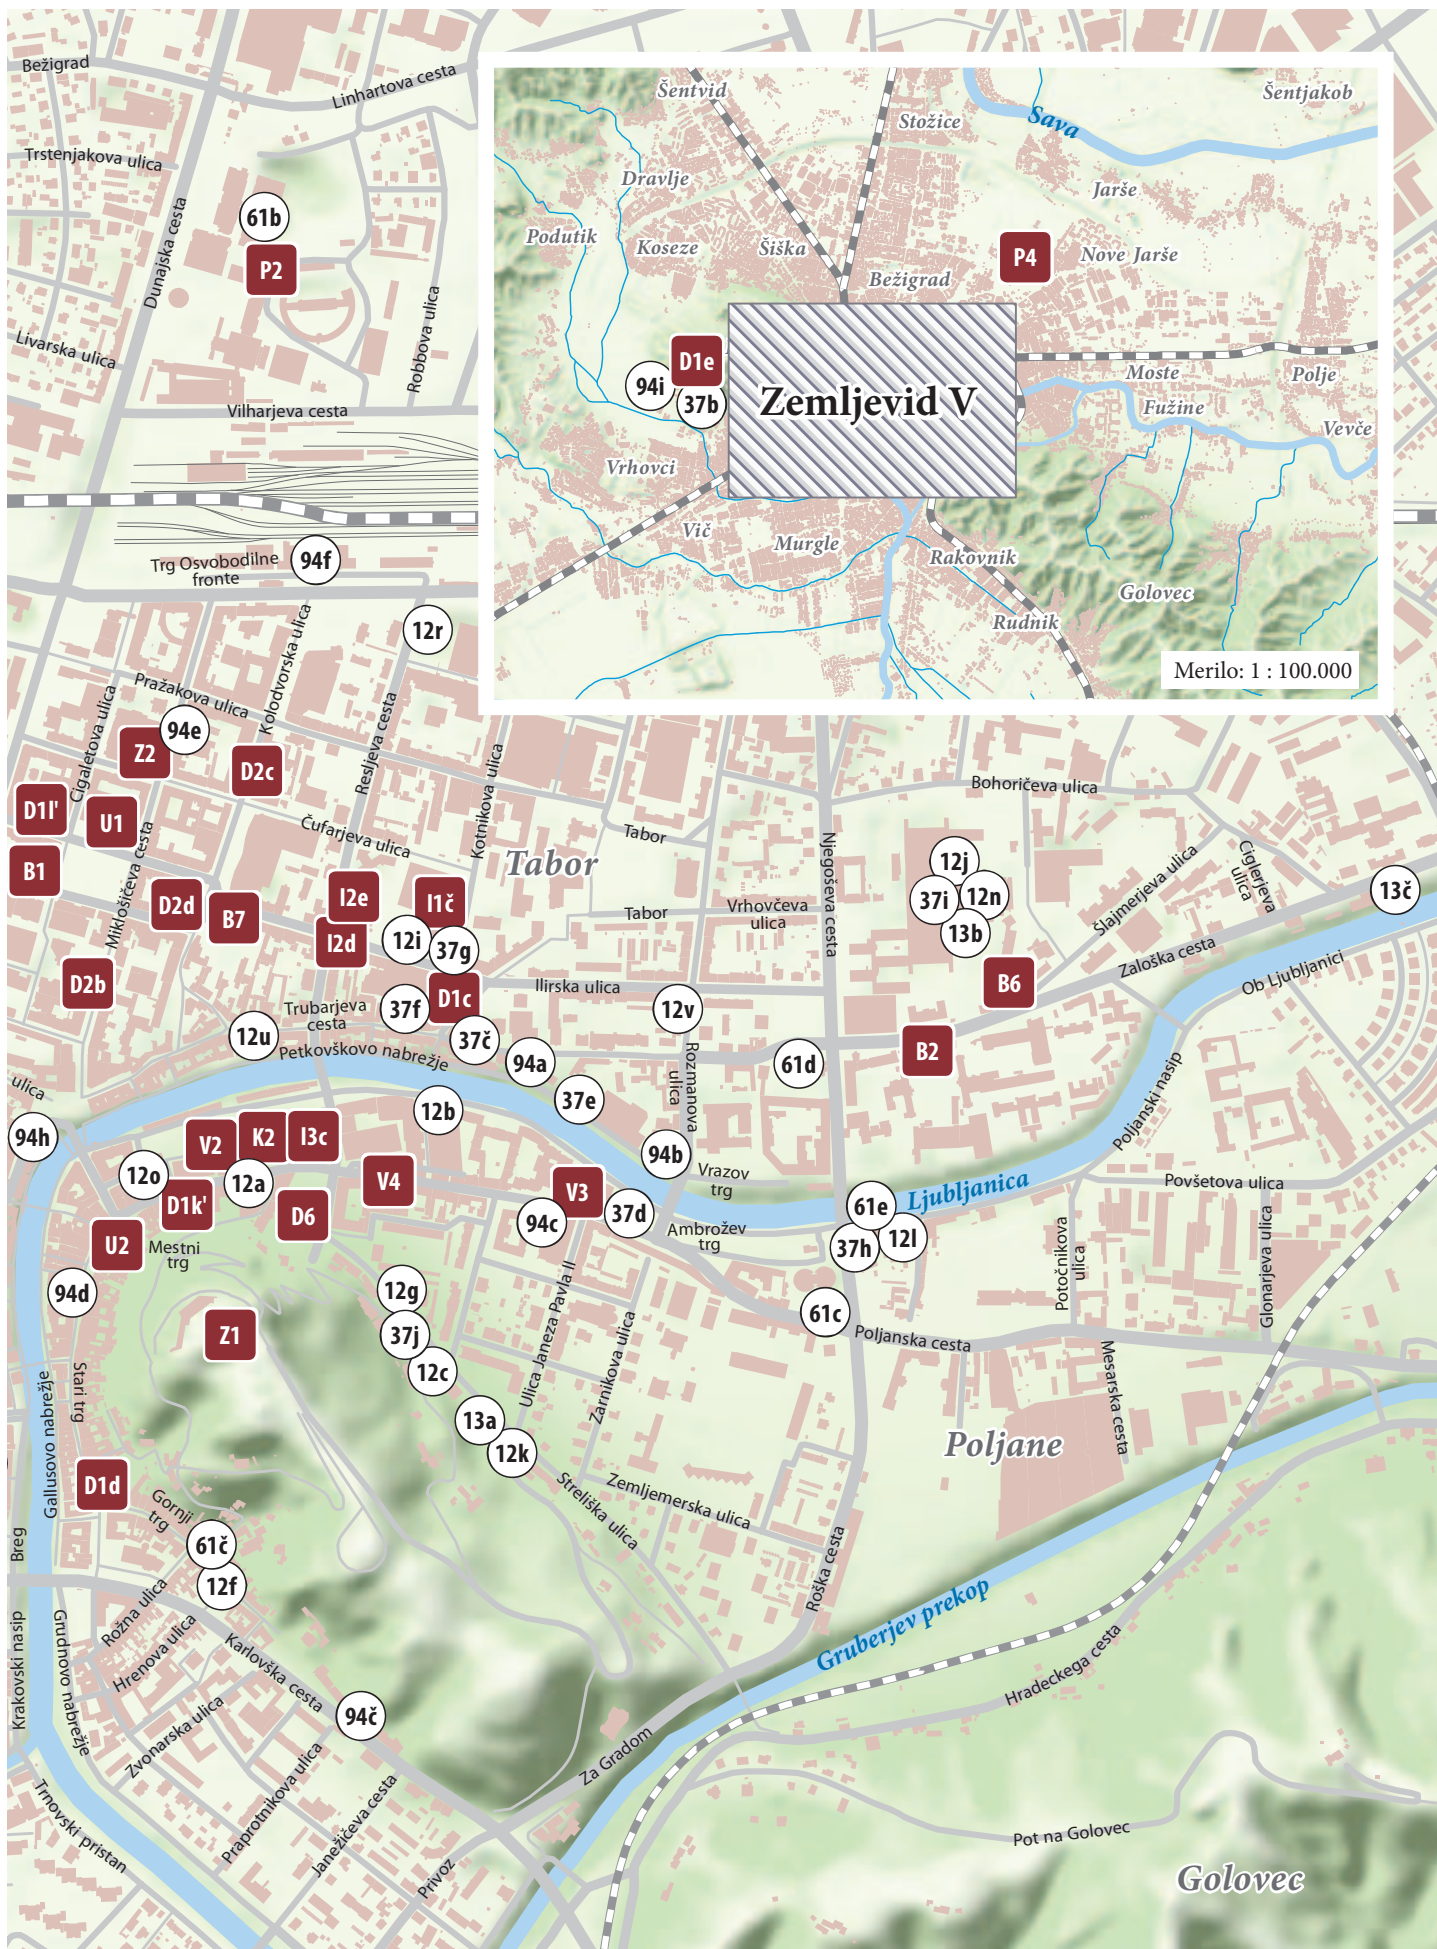 Bežigrad
Linhartova cesta
Trstenjakova ulica
61b
P2
Dunajska cesta
Livarska ulica
Robbova ulica
Vilharjeva cesta
Trg Osvobodilne
fronte
94f
Šentvid
Stožice
Sava
Šentjakob
Dravlje
Jarše
Podutik
Koseze
Šiška
Bežigrad
P4
Nove Jarše
D1e
94i
37b
Zemljevid V
Moste
Polje
Fužine
Vevče
Vrhovci
Vič
Murgle
Rakovnik
Golovec
Rudnik
Merilo: 1 : 100.000
12r
Pražakova ulica
Kolodvorska ulica
Cigaletova ulica
94e
Z2
D2c
Resljeva cesta
Kotnikova ulica
D1l'
U1
Čufarjeva ulica
B1
Miklošičeva cesta
Tabor
Tabor
Bohoričeva ulica
Njegoševa cesta
12j
37i
12n
13b
Šlajmerjeva ulica
Ciglerjeva
ulica
13č
D2d
B7
I2e
I2d
I1č
12i
37g
Tabor
Vrhovčeva
ulica
Zaloška cesta
Ob Ljubljanici
B6
D2b
Ilirska ulica
Trubarjeva
cesta
37f
D1c
12v
12u
37č
Petkovškovo nabrežje
94a
Rozmanova
ulica
61d
B2
ulica
37e
12b
Poljanski nasip
94h
V2
K2
I3c
94b
Vrazov
trg
12o
12a
V4
D1k'
D6
V3
94c
37d
Ljubljanica
61e
Povšetova ulica
U2
Mestni
trg
Ambrožev
trg
37h
12l
Potočnikova
ulica
Glonarjeva ulica
94d
12g
Z1
37j
12c
61c
Poljanska cesta
Ulica Janeza Pavla II
Zarnikova ulica
Mesarska cesta
Stari trg
Gallusovo nabrežje
13a
12k
Poljane
D1d
Gornji
trg
Streliška ulica
Zemljemerska ulica
Breg
61č
12f
Roška cesta
Rožna ulica
Hrenova ulica
Krakovski nasip
Grudnovo nabrežje
Karlovška cesta
Gruberjev prekop
Hradeckega cesta
Zvonarska ulica
94č
Za Gradom
Trnovski pristan
Praprotnikova ulica
Janežičeva cesta
Privoz
Pot na Golovec
Golovec